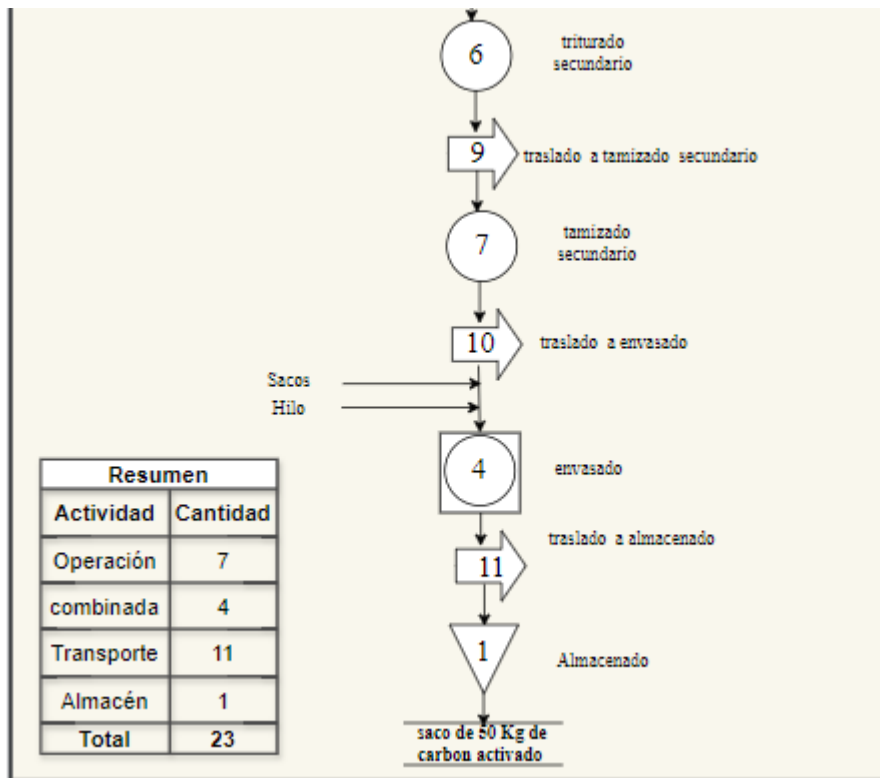 6
triturado
secundario
9
traslado a tamizado secundario
7
tamizado
secundario
10
traslado a envasado
Sacos
Hilo
4
envasado
traslado a almacenado
11
1
Almacenado
saco de 50 Kg de
carbon activado
Resumen
Actividad Cantidad
Operación 7
combinada 4
Transporte 11
Almacén 1
Total 23